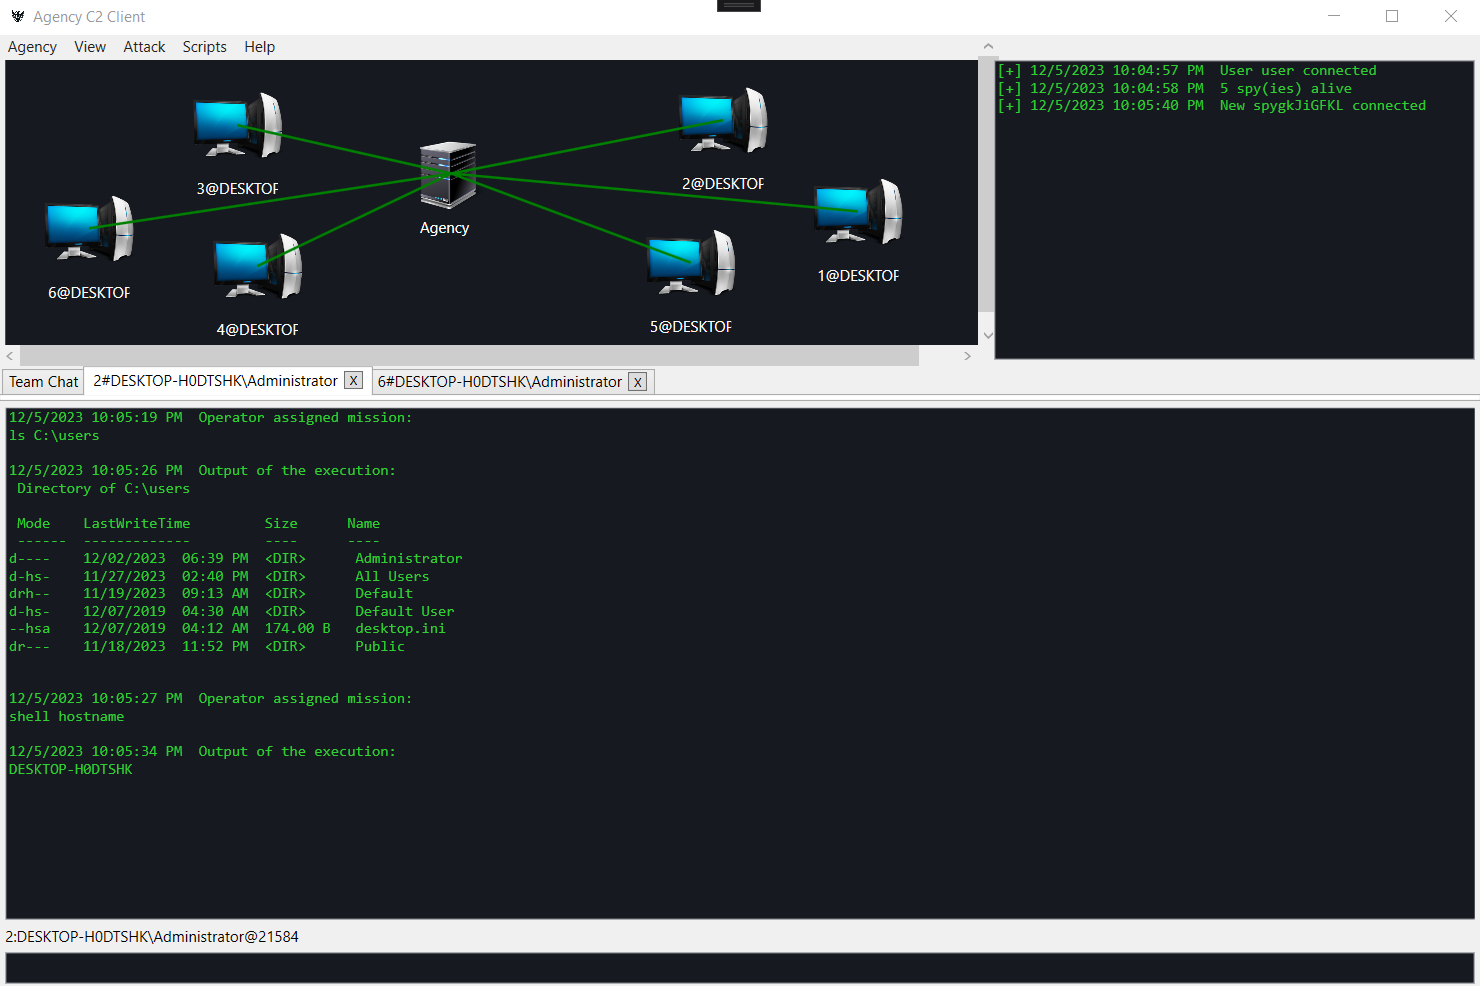 Agency C2 Client
Agency View Attack Scripts Help
3@DESKTOP
2@DESKTOP
Agency
6@DESKTOP
1@DESKTOP
4@DESKTOP
5@DESKTOP
[+] 12/5/2023 10:04:57 PM User user connected
[+] 12/5/2023 10:04:58 PM 5 spy(ies) alive
[+] 12/5/2023 10:05:40 PM New spygkJiGFKL connected
Team Chat 2#DESKTOP-H0DTSHK\Administrator X 6#DESKTOP-H0DTSHK\Administrator X
12/5/2023 10:05:19 PM Operator assigned mission:
ls C:\users
12/5/2023 10:05:26 PM Output of the execution:
Directory of C:\users
Mode LastWriteTime Size Name
------ ------------- ---- ----
d---- 12/02/2023 06:39 PM <DIR> Administrator
d-hs- 11/27/2023 02:40 PM <DIR> All Users
drh-- 11/19/2023 09:13 AM <DIR> Default
d-hs- 12/07/2019 04:30 AM <DIR> Default User
--hsa 12/07/2019 04:12 AM 174.00 B desktop.ini
dr--- 11/18/2023 11:52 PM <DIR> Public
12/5/2023 10:05:27 PM Operator assigned mission:
shell hostname
12/5/2023 10:05:34 PM Output of the execution:
DESKTOP-H0DTSHK
2:DESKTOP-H0DTSHK\Administrator@21584